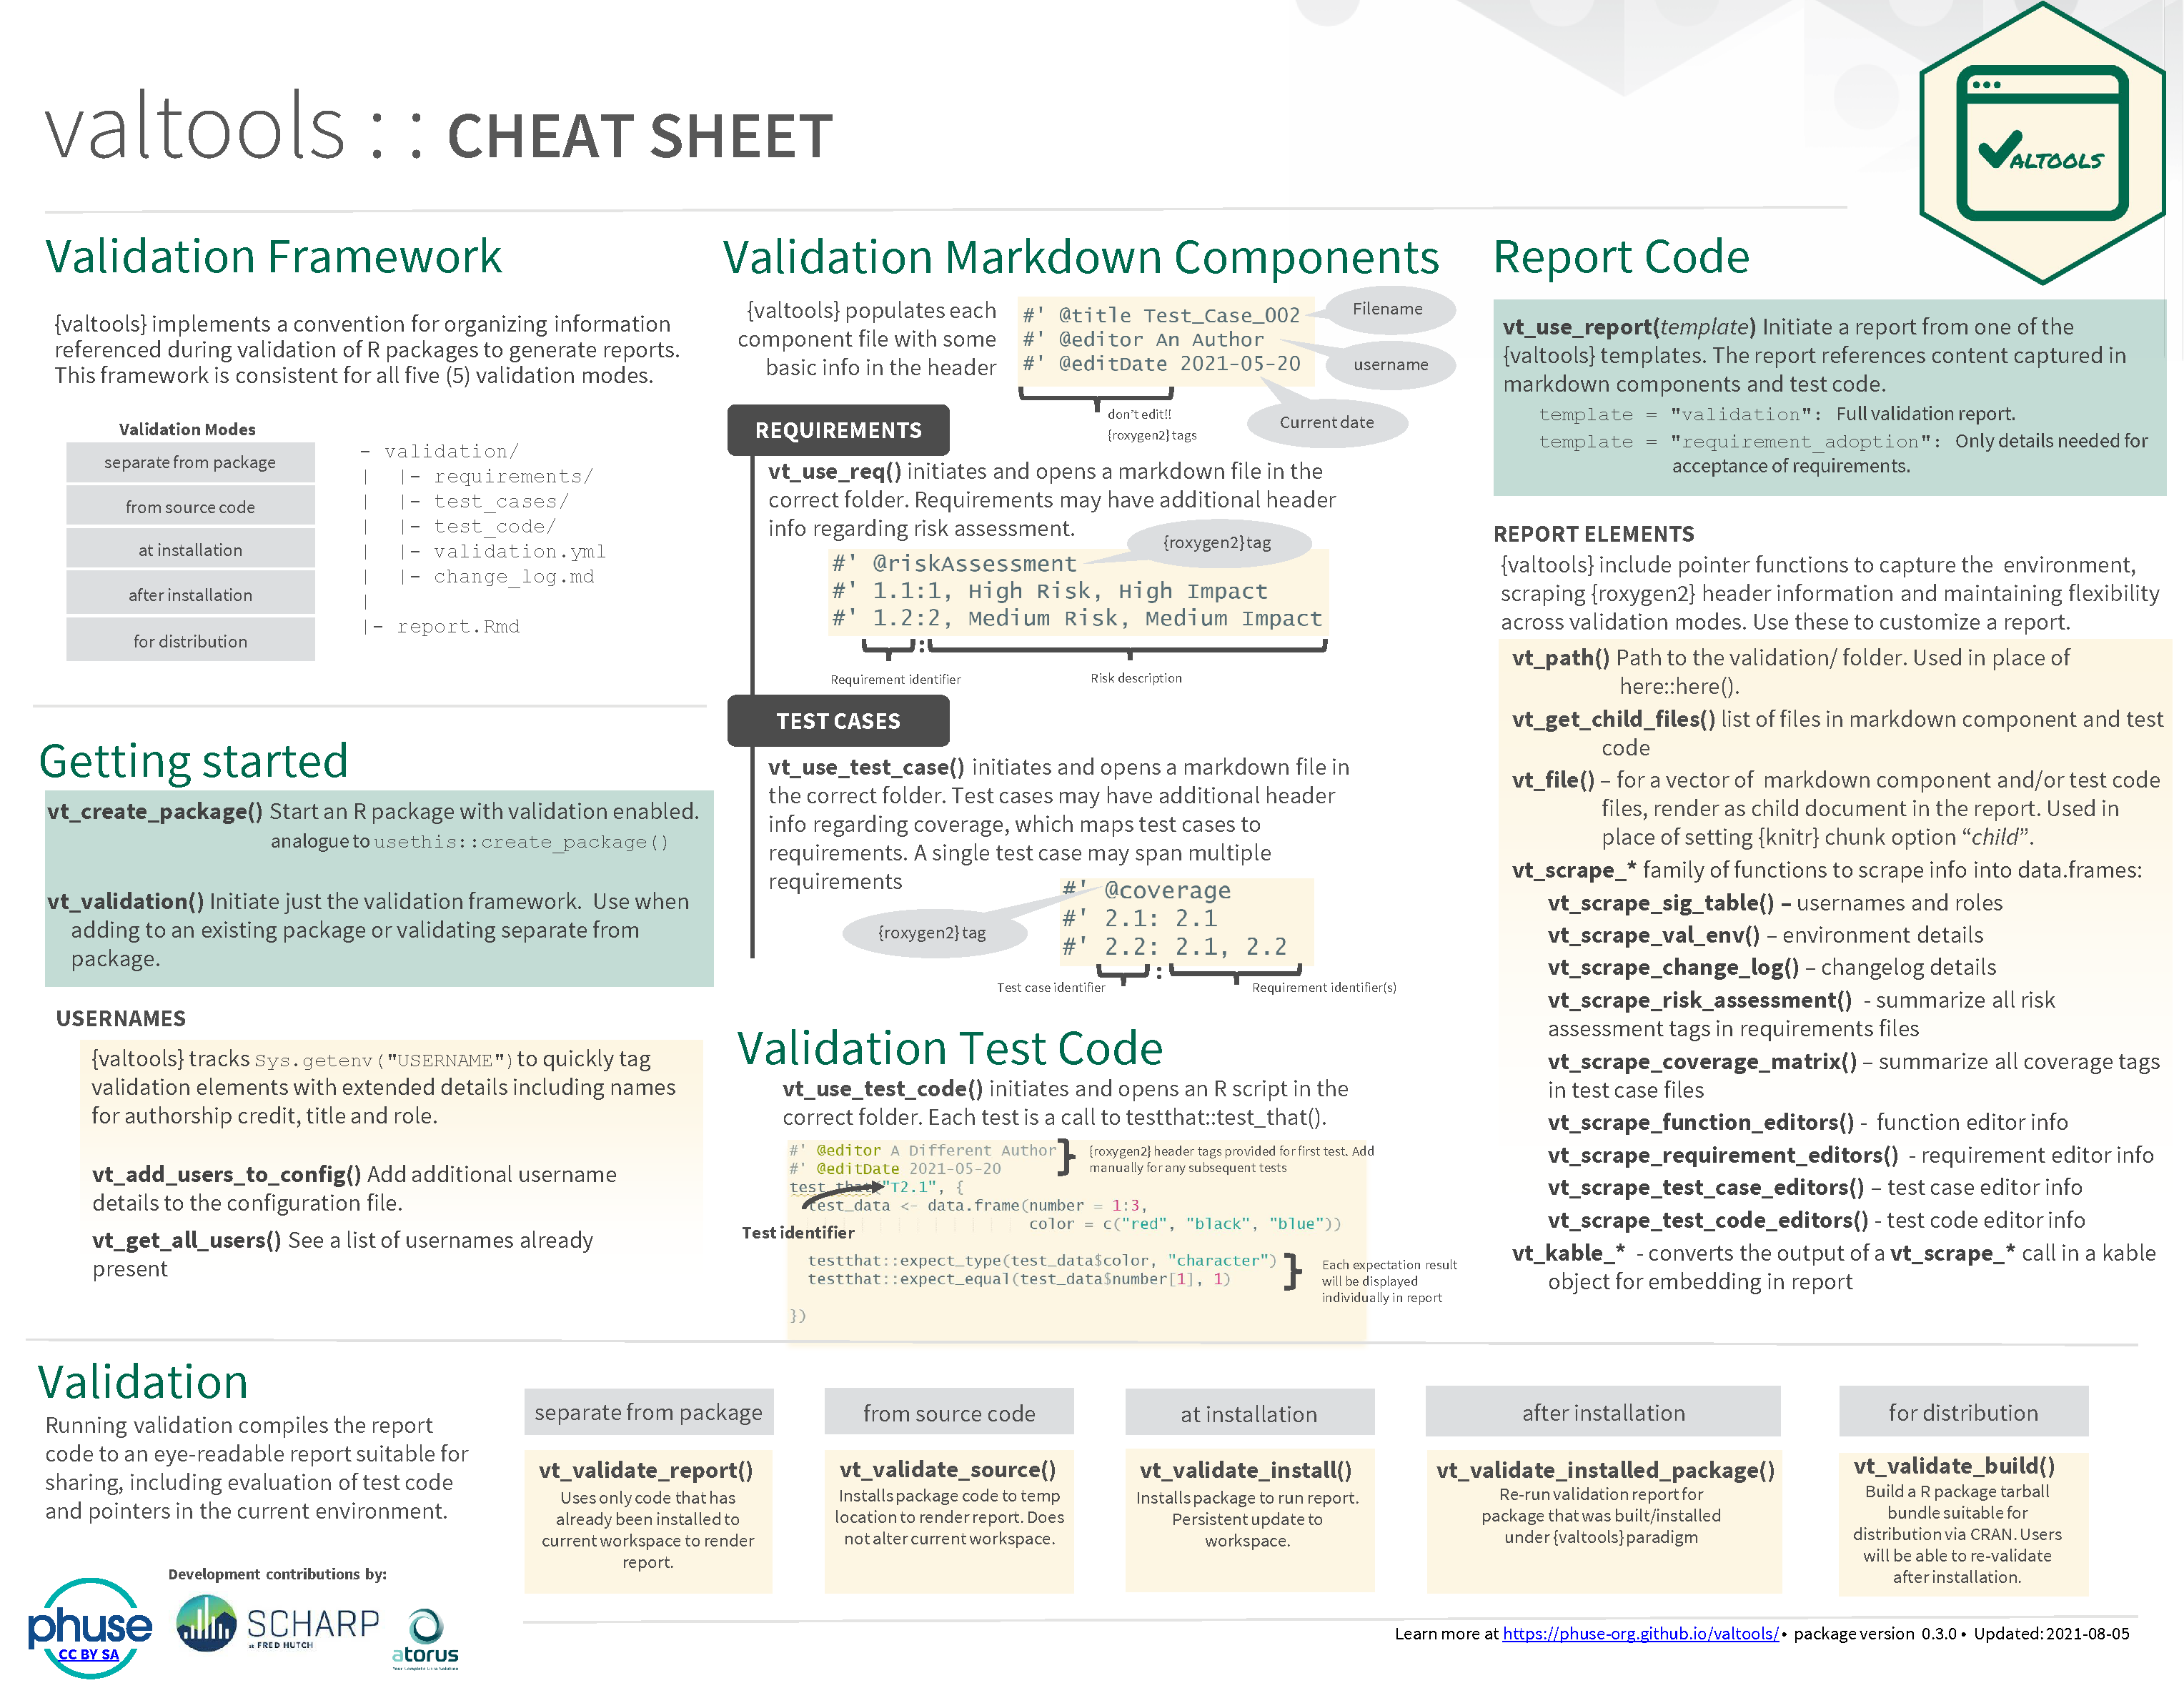 valtools : : CHEAT SHEET
ALTOOLS
Validation Framework
{valtools} implements a convention for organizing information
referenced during validation of R packages to generate reports.
This framework is consistent for all five (5) validation modes.
Validation Modes
separate from package
from source code
at installation
after installation
for distribution
- validation/
| |- requirements/
| |- test_cases/
| |- test_code/
| |- validation.yml
| |- change_log.md
|
|- report.Rmd
Getting started
vt_create_package() Start an R package with validation enabled.
analogue to usethis::create_package()
vt_validation() Initiate just the validation framework. Use when
adding to an existing package or validating separate from
package.
USERNAMES
{valtools} tracks Sys.getenv("USERNAME") to quickly tag
validation elements with extended details including names
for authorship credit, title and role.
vt_add_users_to_config() Add additional username
details to the configuration file.
vt_get_all_users() See a list of usernames already
present
Validation Markdown Components
{valtools} populates each
component file with some
basic info in the header
#' @title Test_Case_002
#' @editor An Author
#' @editDate 2021-05-20
Filename
username
Current date
don't edit!!
{roxygen2} tags
REQUIREMENTS
vt_use_req() initiates and opens a markdown file in the
correct folder. Requirements may have additional header
info regarding risk assessment.
{roxygen2} tag
#' @riskAssessment
#' 1.1:1, High Risk, High Impact
#' 1.2:2, Medium Risk, Medium Impact
:
Requirement identifier
Risk description
TEST CASES
vt_use_test_case() initiates and opens a markdown file in
the correct folder. Test cases may have additional header
info regarding coverage, which maps test cases to
requirements. A single test case may span multiple
requirements
{roxygen2} tag
#' @coverage
#' 2.1: 2.1
#' 2.2: 2.1, 2.2
:
Test case identifier
Requirement identifier(s)
Validation Test Code
vt_use_test_code() initiates and opens an R script in the
correct folder. Each test is a call to testthat::test_that().
#' @editor A Different Author
#' @editDate 2021-05-20
{roxygen2} header tags provided for first test. Add
manually for any subsequent tests
test_that("T2.1", {
test_data <- data.frame(number = 1:3,
color = c("red", "black", "blue"))
Test identifier
testthat::expect_type(test_data$color, "character")
testthat::expect_equal(test_data$number[1], 1)
})
Each expectation result
will be displayed
individually in report
Report Code
vt_use_report(template) Initiate a report from one of the
{valtools} templates. The report references content captured in
markdown components and test code.
template = "validation": Full validation report.
template = "requirement_adoption": Only details needed for
acceptance of requirements.
REPORT ELEMENTS
{valtools} include pointer functions to capture the environment,
scraping {roxygen2} header information and maintaining flexibility
across validation modes. Use these to customize a report.
vt_path() Path to the validation/ folder. Used in place of
here::here().
vt_get_child_files() list of files in markdown component and test
code
vt_file() – for a vector of markdown component and/or test code
files, render as child document in the report. Used in
place of setting {knitr} chunk option “child”.
vt_scrape_* family of functions to scrape info into data.frames:
vt_scrape_sig_table() – usernames and roles
vt_scrape_val_env() – environment details
vt_scrape_change_log() – changelog details
vt_scrape_risk_assessment() - summarize all risk
assessment tags in requirements files
vt_scrape_coverage_matrix() – summarize all coverage tags
in test case files
vt_scrape_function_editors() - function editor info
vt_scrape_requirement_editors() - requirement editor info
vt_scrape_test_case_editors() – test case editor info
vt_scrape_test_code_editors() - test code editor info
vt_kable_* - converts the output of a vt_scrape_* call in a kable
object for embedding in report
Validation
Running validation compiles the report
code to an eye-readable report suitable for
sharing, including evaluation of test code
and pointers in the current environment.
separate from package
vt_validate_report()
Uses only code that has
already been installed to
current workspace to render
report.
from source code
vt_validate_source()
Installs package code to temp
location to render report. Does
not alter current workspace.
at installation
vt_validate_install()
Installs package to run report.
Persistent update to
workspace.
after installation
vt_validate_installed_package()
Re-run validation report for
package that was built/installed
under {valtools} paradigm
for distribution
vt_validate_build()
Build a R package tarball
bundle suitable for
distribution via CRAN. Users
will be able to re-validate
after installation.
Development contributions by:
phuse
CC BY SA
SCHARP
at FRED HUTCH
atorus
Learn more at https://phuse-org.github.io/valtools/ • package version 0.3.0 • Updated: 2021-08-05